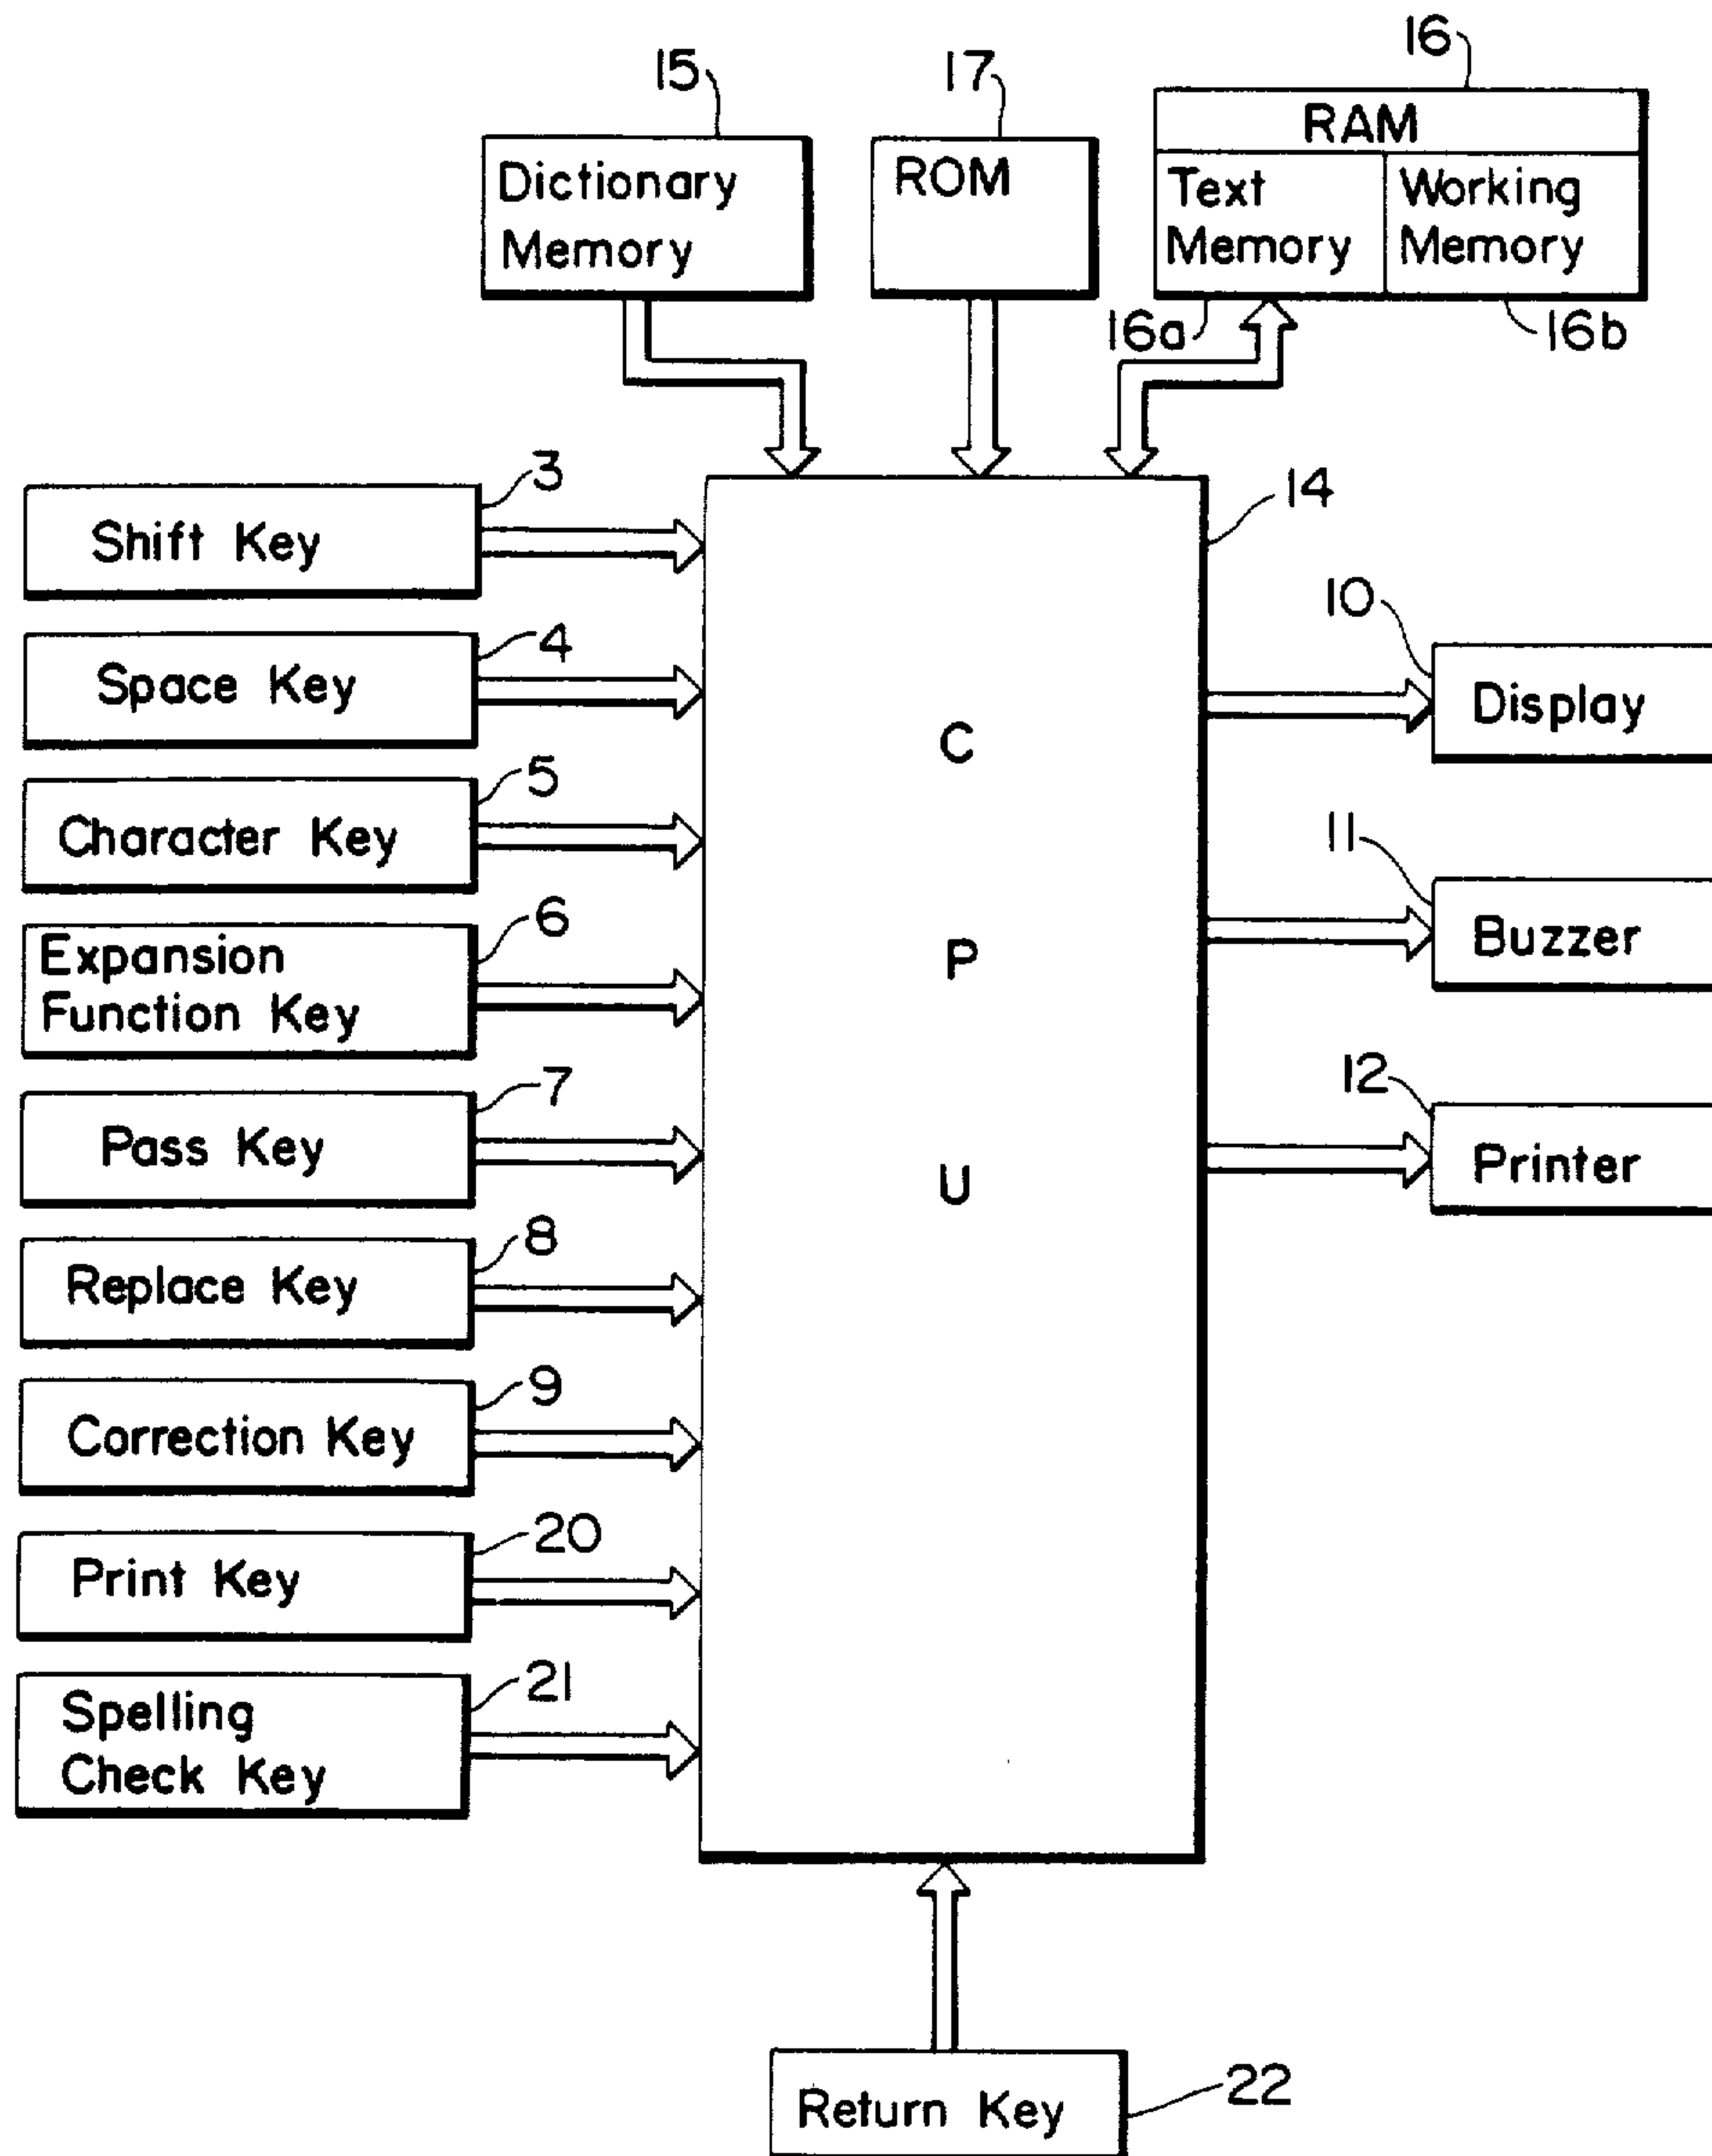 16
15
17
RAM
Dictionary
Memory
ROM
Text
Memory
Working
Memory
16a
16b
3
Shift Key
14
4
Space Key
10
Display
C
5
Character Key
11
Buzzer
6
Expansion
Function Key
P
7
Pass Key
12
Printer
U
8
Replace Key
9
Correction Key
20
Print Key
21
Spelling
Check Key
22
Return Key